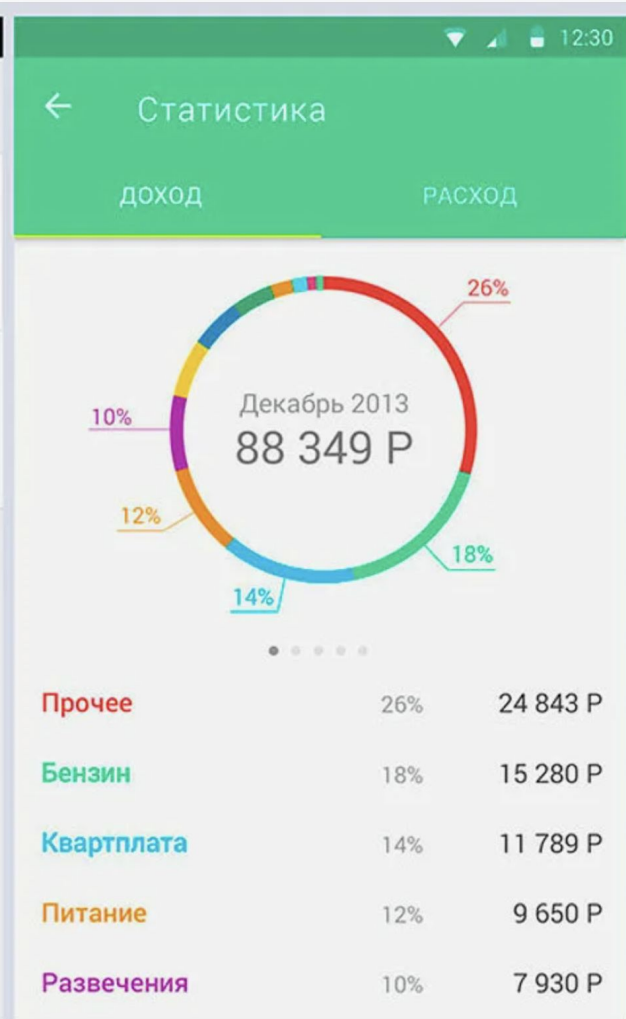 12:30
Статистика
ДОХОД РАСХОД
26%
Декабрь 2013
10%
88 349 Р
12%
18%
14%
Прочее 26% 24 843 Р
Бензин 18% 15 280 Р
Квартплата 14% 11 789 Р
Питание 12% 9 650 Р
Развечения 10% 7 930 Р